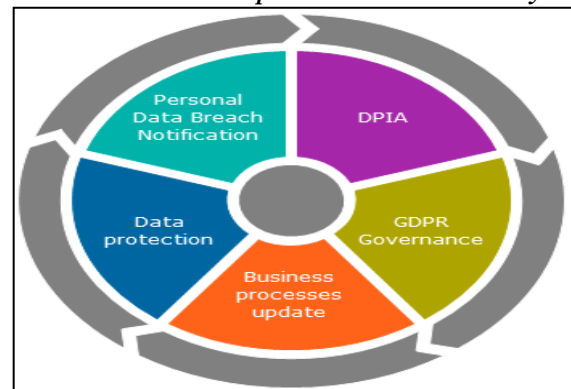 Personal
Data Breach
Notification
DPIA
GDPR
Governance
Business
processes
update
Data
protection